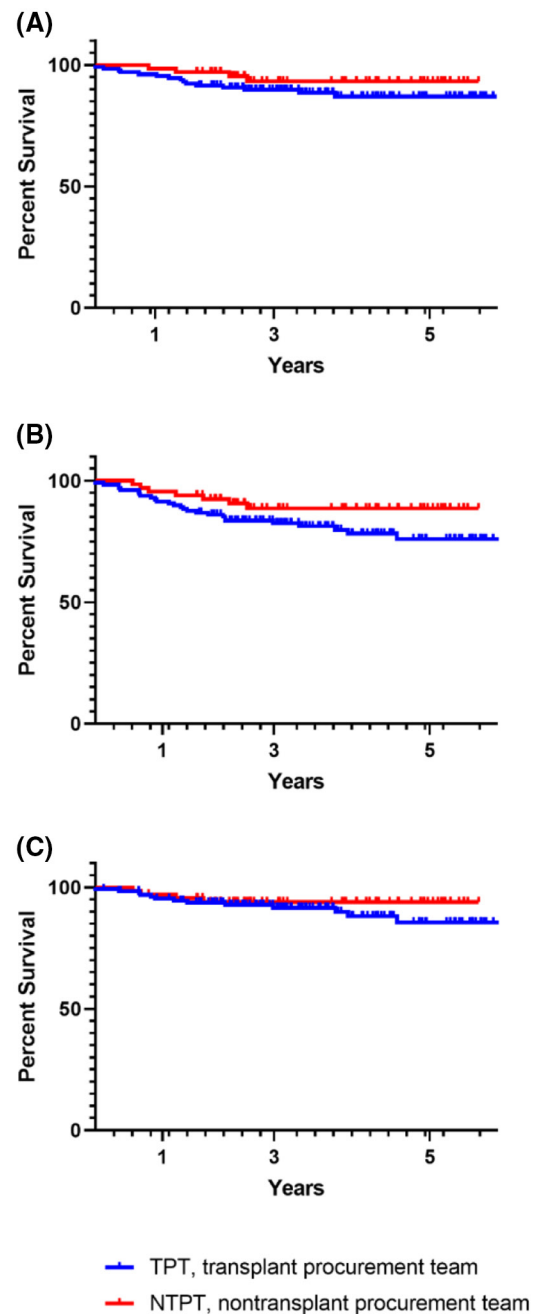 (A)
100
50
0
Percent Survival
1 3 5
Years
(B)
100
50
0
Percent Survival
1 3 5
Years
(C)
100
50
0
Percent Survival
1 3 5
Years
TPT, transplant procurement team
NTPT, nontransplant procurement team